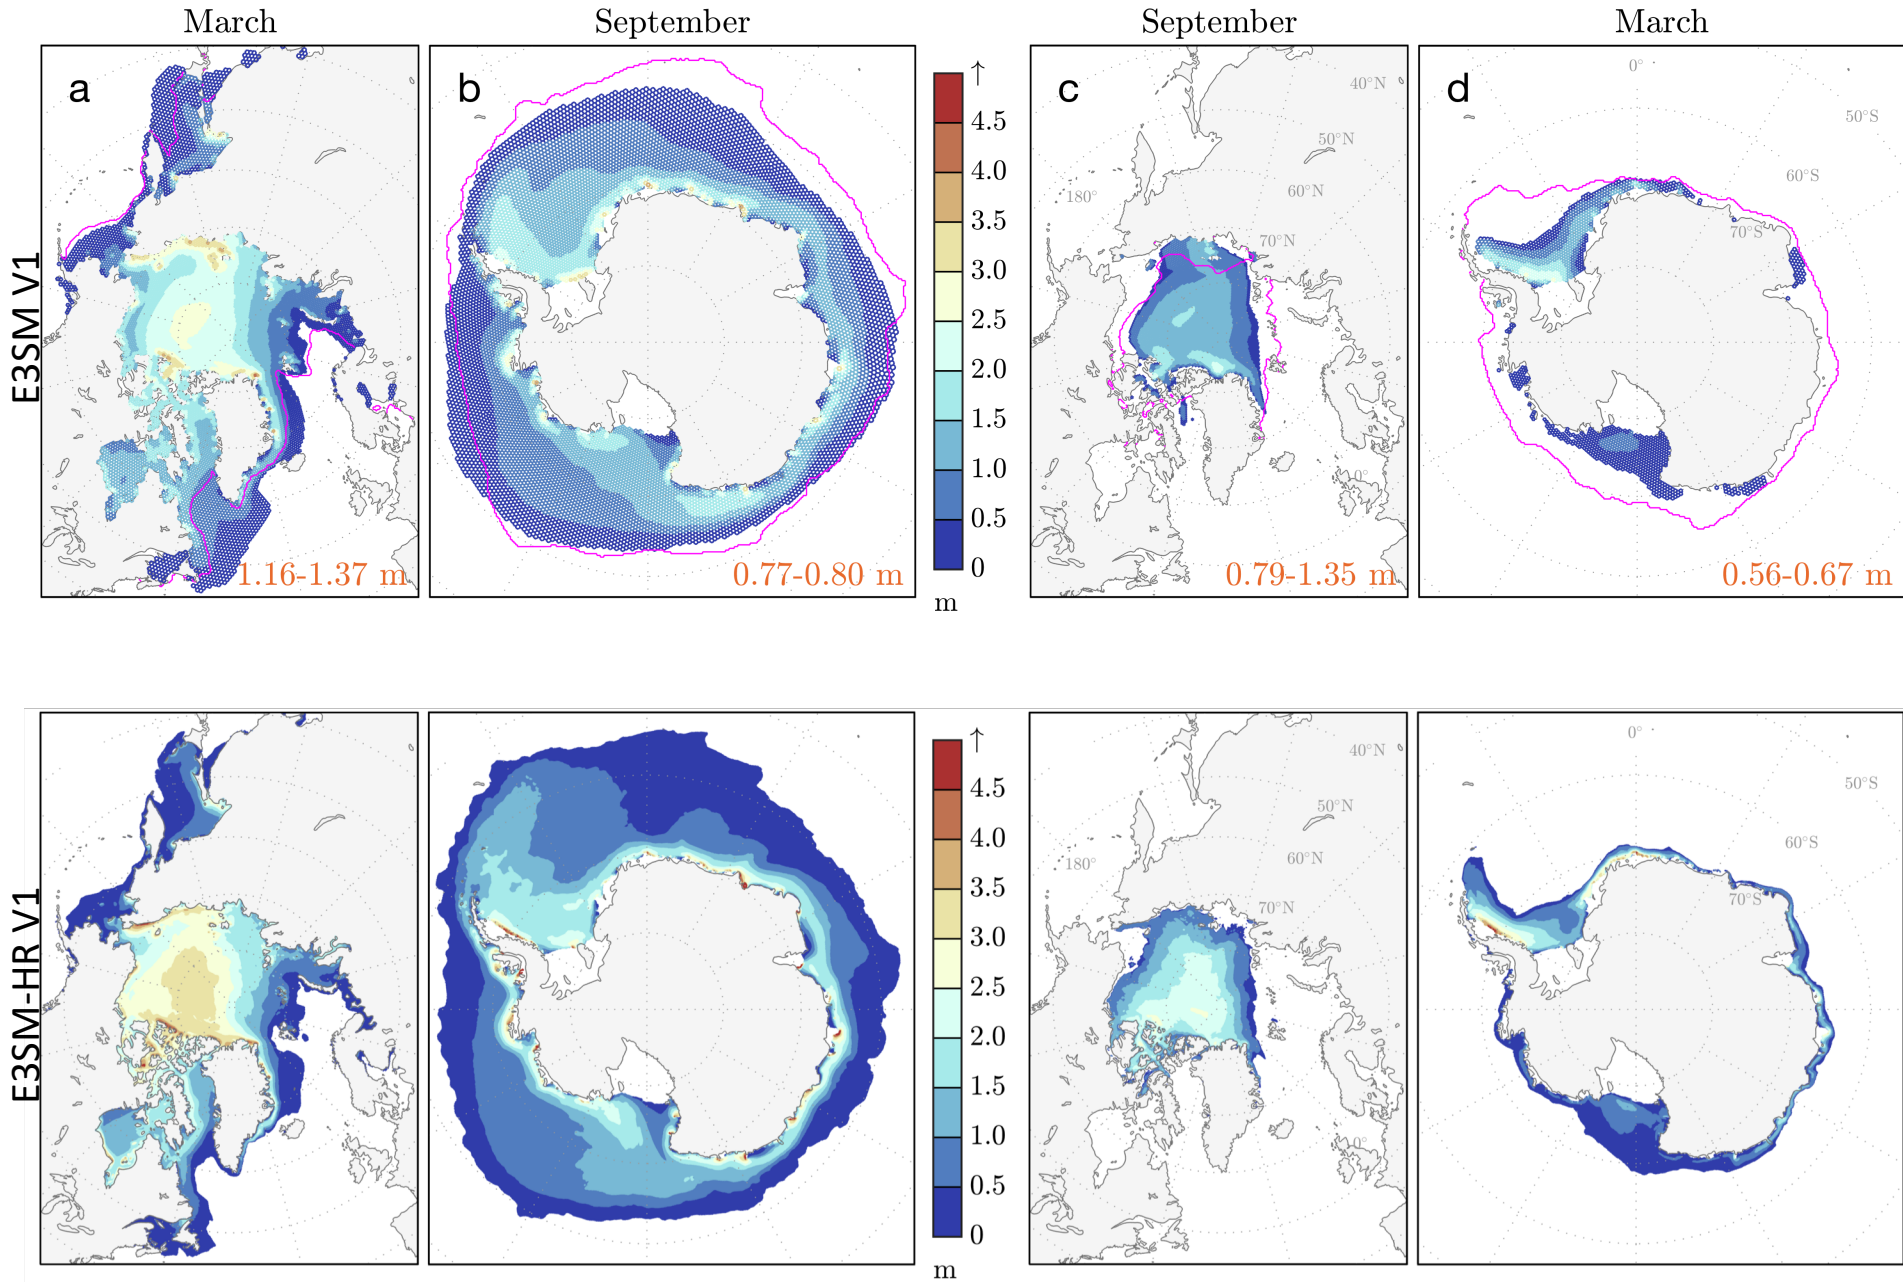 March
September
September
March
E3SM V1
a
b
c
d
↑
4.5
4.0
3.5
3.0
2.5
2.0
1.5
1.0
0.5
0
m
40°N
50°N
60°N
180°
70°N
0°
0°
50°S
60°S
70°S
1.16-1.37 m
0.77-0.80 m
0.79-1.35 m
0.56-0.67 m
E3SM-HR V1
↑
4.5
4.0
3.5
3.0
2.5
2.0
1.5
1.0
0.5
0
m
40°N
50°N
60°N
180°
70°N
0°
0°
50°S
60°S
70°S